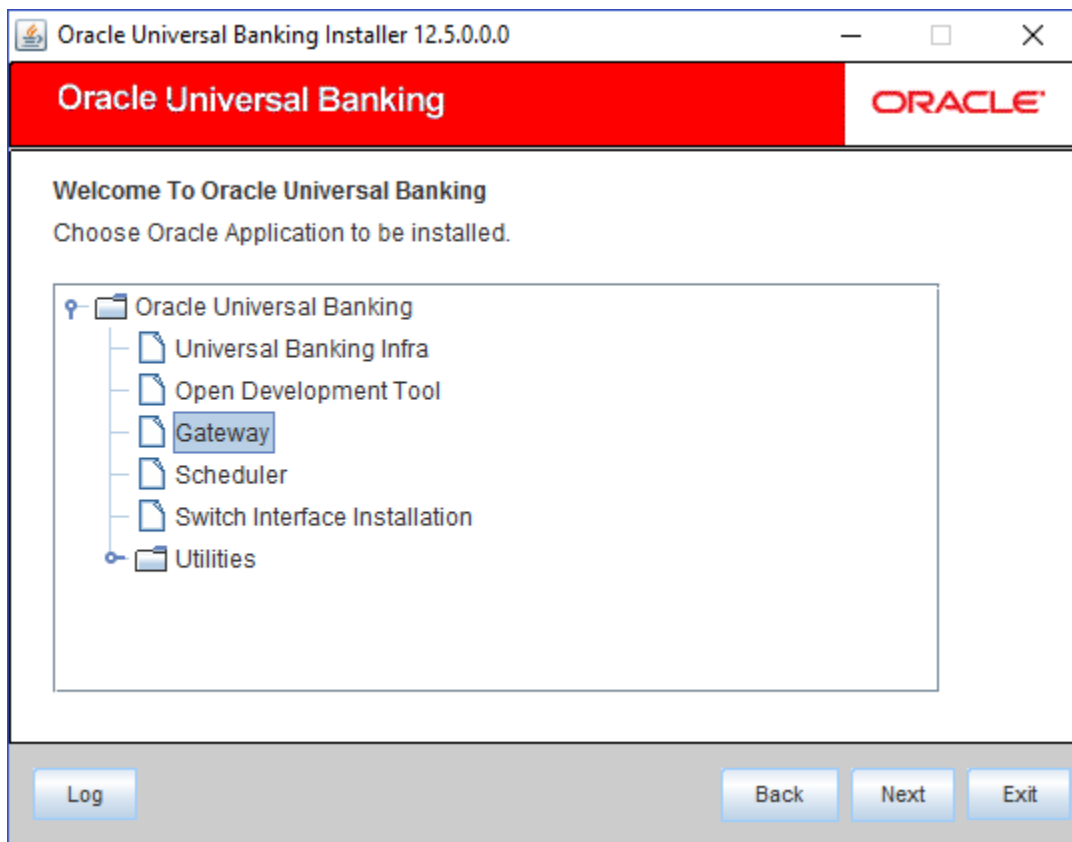 Oracle Universal Banking Installer 12.5.0.0.0
Oracle Universal Banking
ORACLE
Welcome To Oracle Universal Banking
Choose Oracle Application to be installed.
Oracle Universal Banking
Universal Banking Infra
Open Development Tool
Gateway
Scheduler
Switch Interface Installation
Utilities
Log
Back
Next
Exit